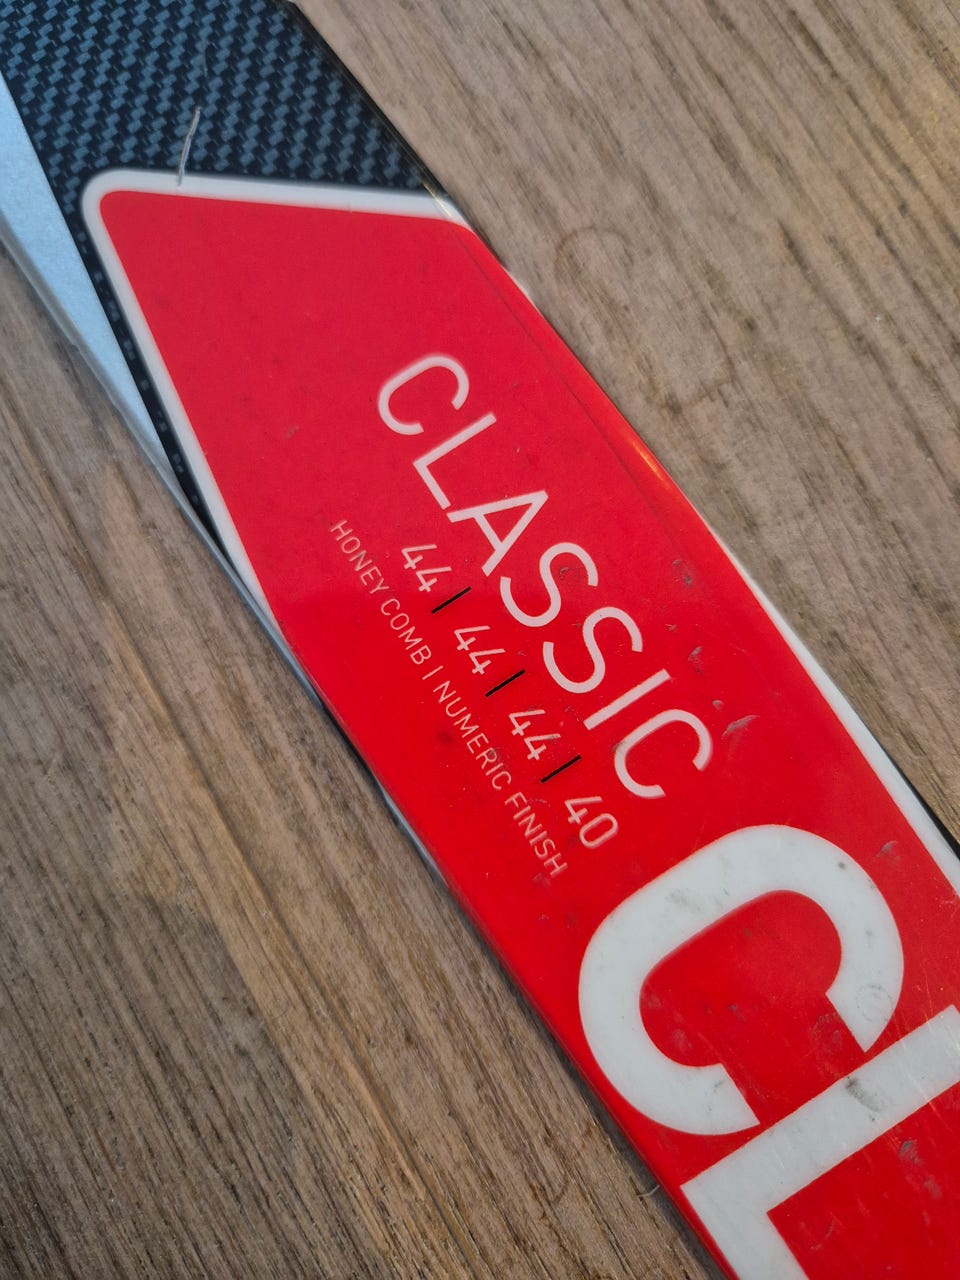 CLASSIC
44 | 44 | 44 | 40
HONEY COMB | NUMERIC FINISH
CL